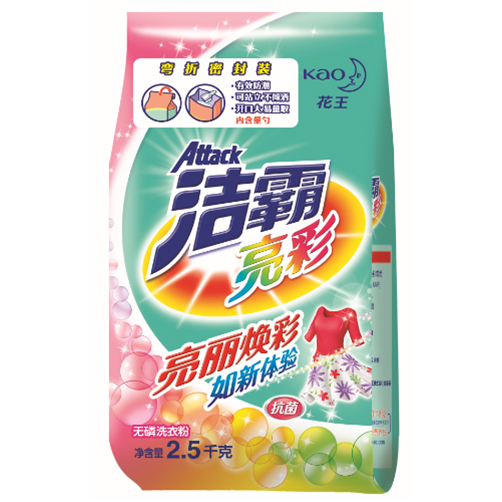 弯折密封装
·有效防潮
·可站立不倾洒
·开门大易量取
内含量勺
Kao
花王
Attack
洁霸
亮彩
亮丽焕彩
如新体验
抗菌
无磷洗衣粉
净含量2.5千克